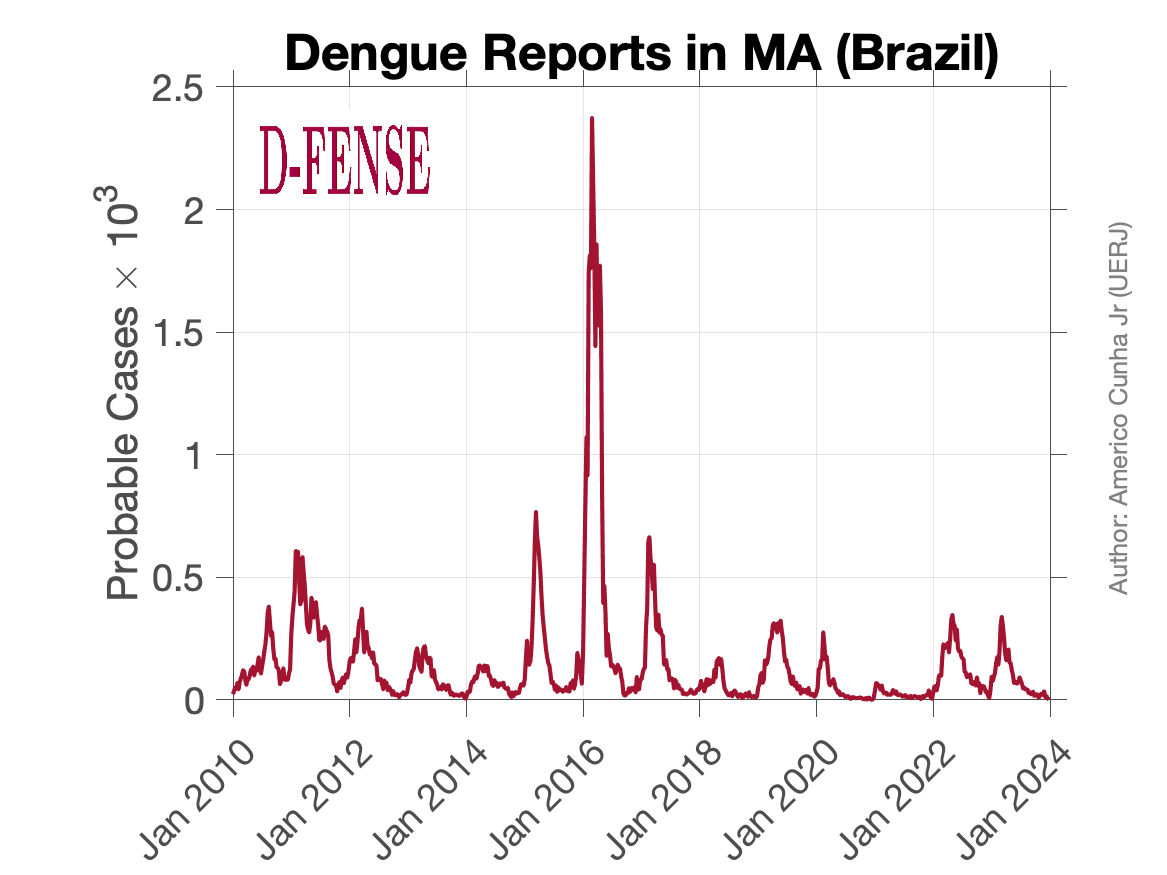 Dengue Reports in MA (Brazil)
D-FENSE
Probable Cases × 10³
2.5
2
1.5
1
0.5
0
Jan 2010
Jan 2012
Jan 2014
Jan 2016
Jan 2018
Jan 2020
Jan 2022
Jan 2024
Author: Americo Cunha Jr (UERJ)